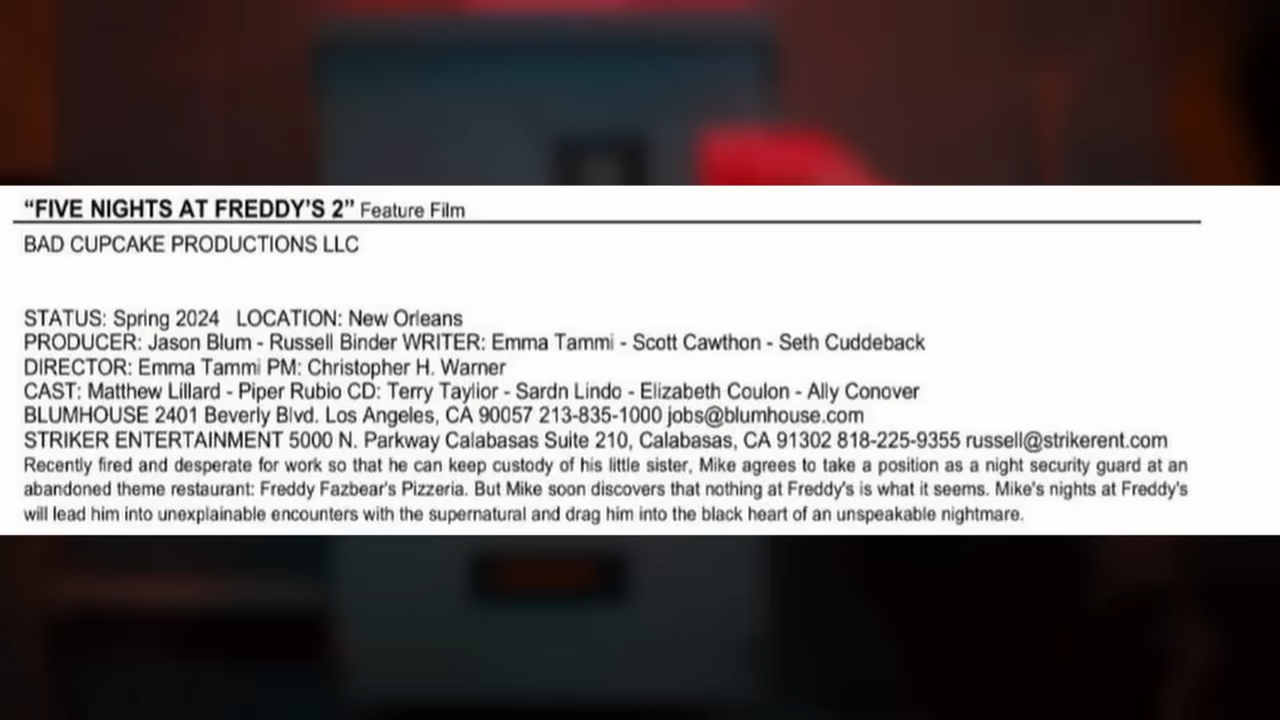 “FIVE NIGHTS AT FREDDY’S 2” Feature Film
BAD CUPCAKE PRODUCTIONS LLC
STATUS: Spring 2024 LOCATION: New Orleans
PRODUCER: Jason Blum - Russell Binder WRITER: Emma Tammi - Scott Cawthon - Seth Cuddeback
DIRECTOR: Emma Tammi PM: Christopher H. Warner
CAST: Matthew Lillard - Piper Rubio CD: Terry Taylior - Sardn Lindo - Elizabeth Coulon - Ally Conover
BLUMHOUSE 2401 Beverly Blvd. Los Angeles, CA 90057 213-835-1000 jobs@blumhouse.com
STRIKER ENTERTAINMENT 5000 N. Parkway Calabasas Suite 210, Calabasas, CA 91302 818-225-9355 russell@strikerent.com
Recently fired and desperate for work so that he can keep custody of his little sister, Mike agrees to take a position as a night security guard at an
abandoned theme restaurant: Freddy Fazbear's Pizzeria. But Mike soon discovers that nothing at Freddy's is what it seems. Mike's nights at Freddy's
will lead him into unexplainable encounters with the supernatural and drag him into the black heart of an unspeakable nightmare.